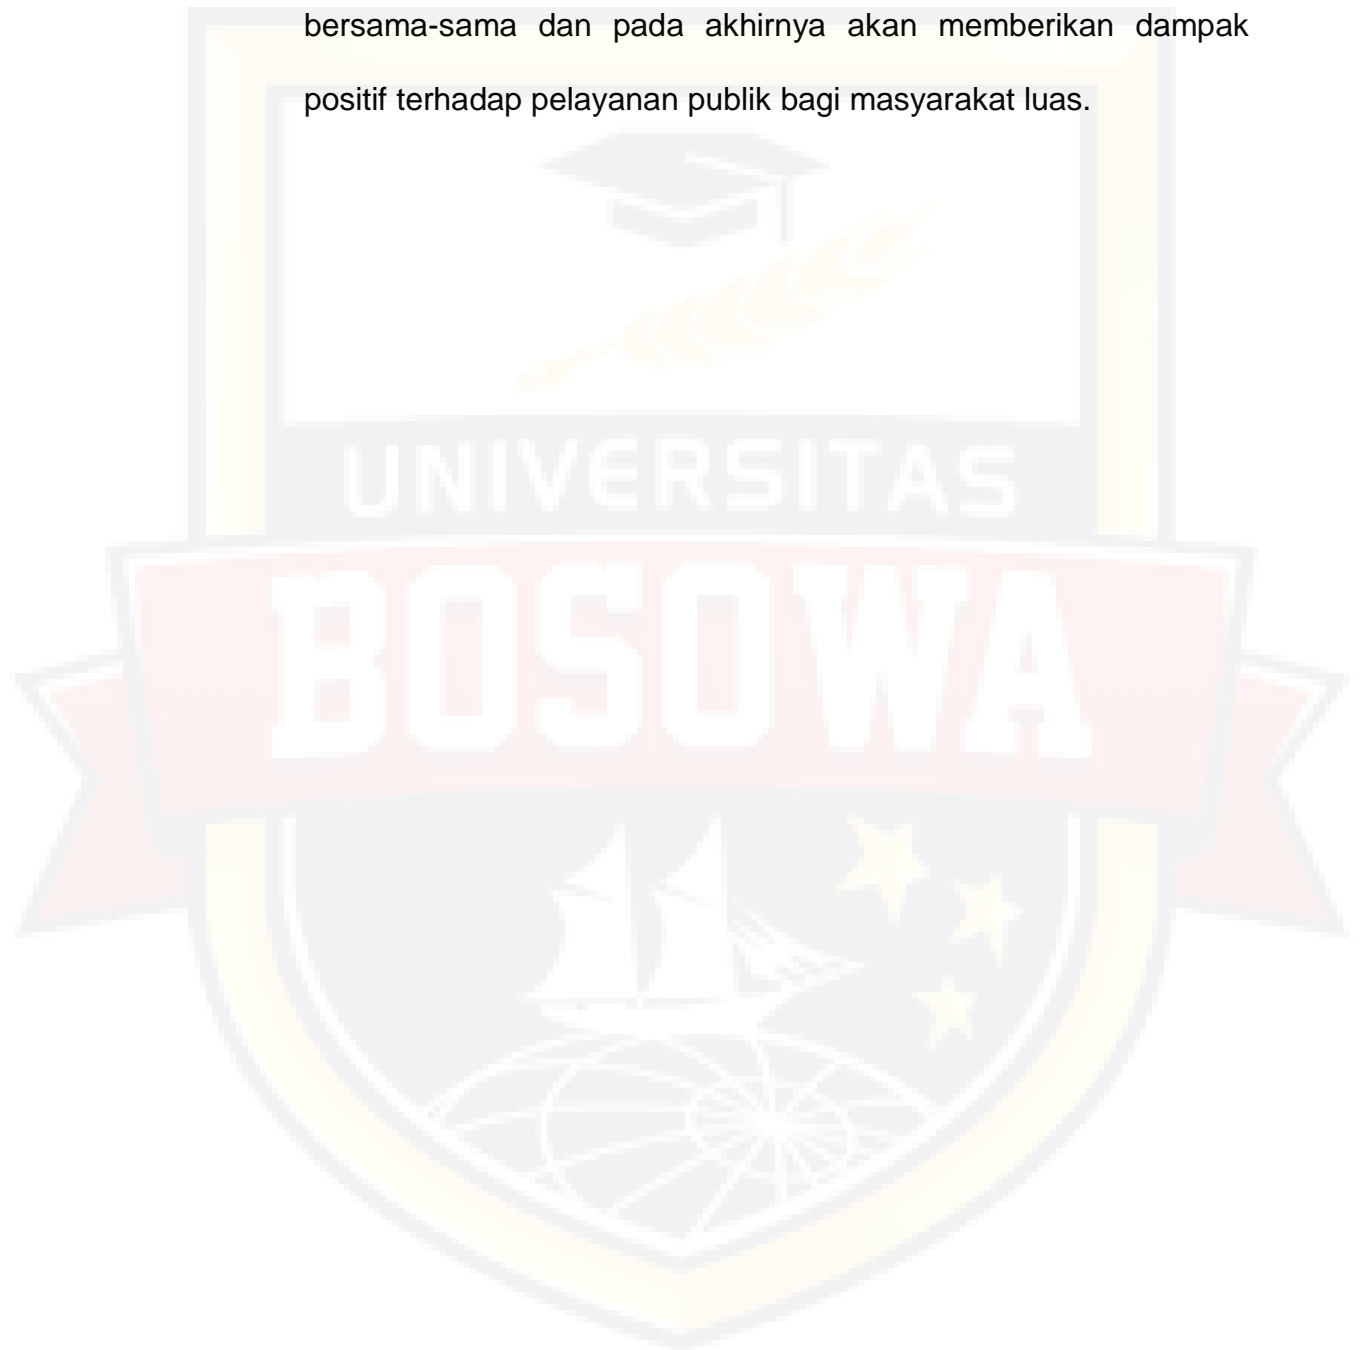 bersama-sama dan pada akhirnya akan memberikan dampak
positif terhadap pelayanan publik bagi masyarakat luas.
UNIVERSITAS
BOSOWA